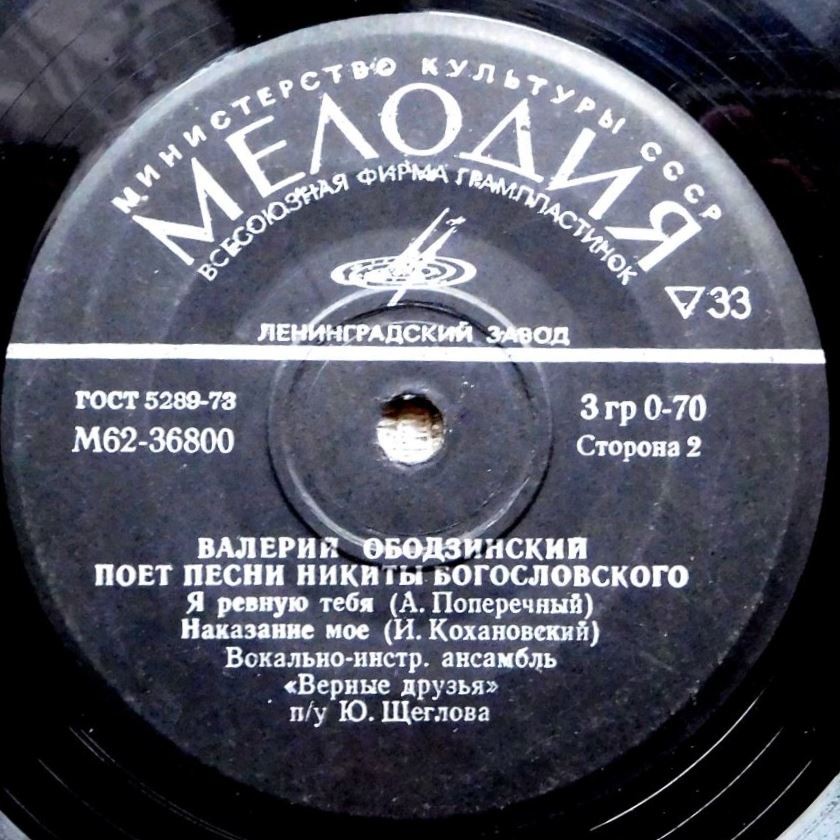 МИНИСТЕРСТВО КУЛЬТУРЫ СССР
МЕЛОДИЯ
ВСЕСОЮЗНАЯ ФИРМА ГРАМПЛАСТИНОК
33
ЛЕНИНГРАДСКИЙ ЗАВОД
ГОСТ 5289-73
3 гр 0-70
М62-36800
Сторона 2
ВАЛЕРИЙ ОБОДЗИНСКИЙ
ПОЕТ ПЕСНИ НИКИТЫ БОГОСЛОВСКОГО
Я ревную тебя (А. Поперечный)
Наказание мое (И. Кохановский)
Вокально-инстр. ансамбль
«Верные друзья»
п/у Ю. Щеглова